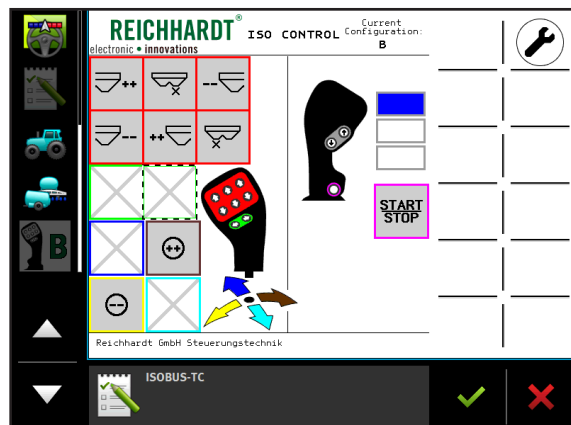 REICHHARDT®
electronic • innovations
ISO CONTROL
Current
Configuration:
B
++
x
--
--
++
x
++
--
START
STOP
B
Reichhardt GmbH Steuerungstechnik
ISOBUS-TC